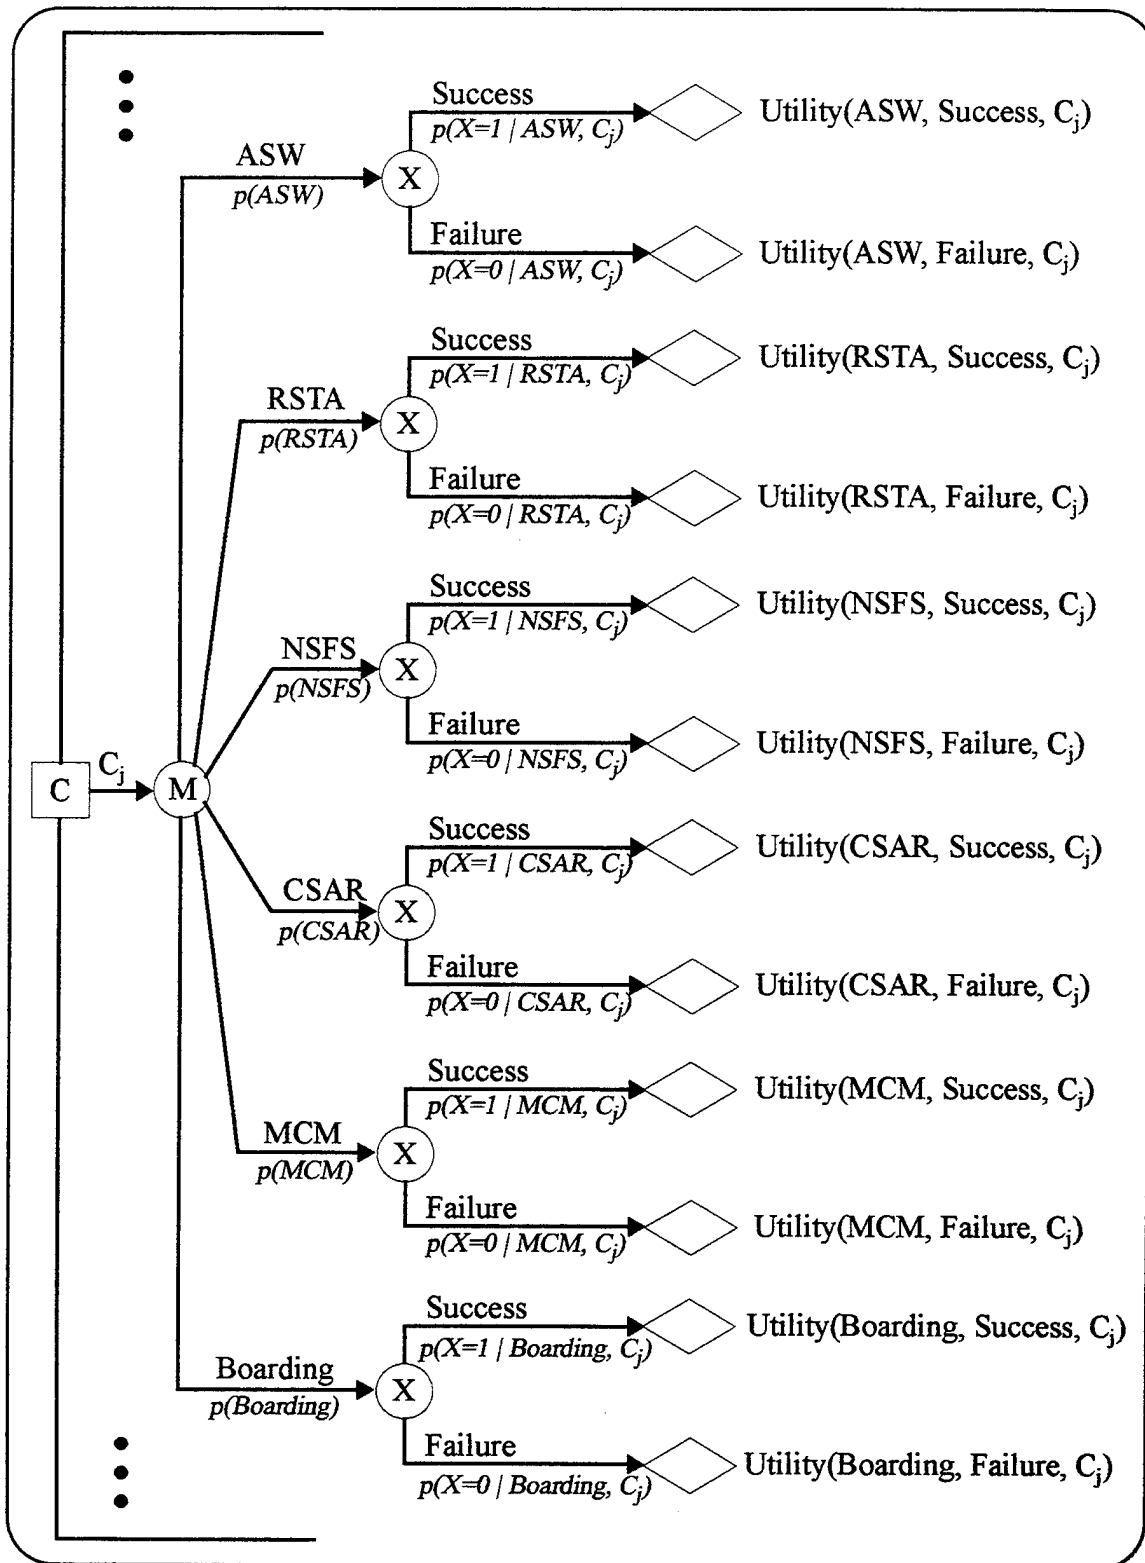 Success
p(X=1 | ASW, Cj)
Utility(ASW, Success, Cj)
ASW
p(ASW)
X
Failure
p(X=0 | ASW, Cj)
Utility(ASW, Failure, Cj)
Success
p(X=1 | RSTA, Cj)
Utility(RSTA, Success, Cj)
RSTA
p(RSTA)
X
Failure
p(X=0 | RSTA, Cj)
Utility(RSTA, Failure, Cj)
Success
p(X=1 | NSFS, Cj)
Utility(NSFS, Success, Cj)
NSFS
p(NSFS)
X
Failure
p(X=0 | NSFS, Cj)
Utility(NSFS, Failure, Cj)
C
Cj
M
Success
p(X=1 | CSAR, Cj)
Utility(CSAR, Success, Cj)
CSAR
p(CSAR)
X
Failure
p(X=0 | CSAR, Cj)
Utility(CSAR, Failure, Cj)
Success
p(X=1 | MCM, Cj)
Utility(MCM, Success, Cj)
MCM
p(MCM)
X
Failure
p(X=0 | MCM, Cj)
Utility(MCM, Failure, Cj)
Success
p(X=1 | Boarding, Cj)
Utility(Boarding, Success, Cj)
Boarding
p(Boarding)
X
Failure
p(X=0 | Boarding, Cj)
Utility(Boarding, Failure, Cj)